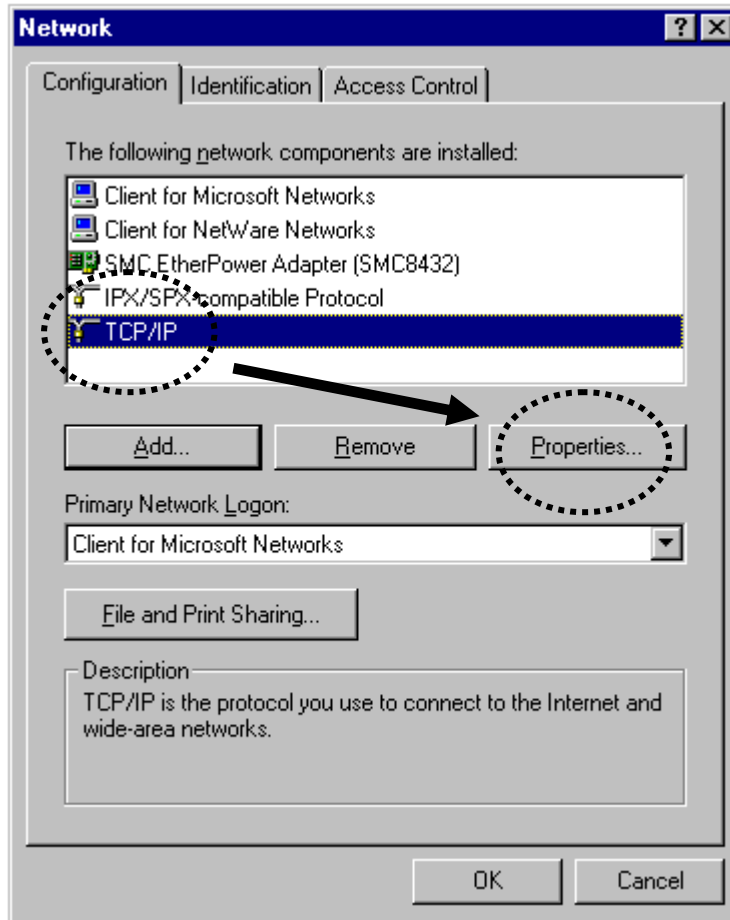 Network
Configuration Identification Access Control
The following network components are installed:
Client for Microsoft Networks
Client for NetWare Networks
SMC EtherPower Adapter (SMC8432)
IPX/SPX-compatible Protocol
TCP/IP
Add... Remove Properties...
Primary Network Logon:
Client for Microsoft Networks
File and Print Sharing...
Description
TCP/IP is the protocol you use to connect to the Internet and
wide-area networks.
OK Cancel